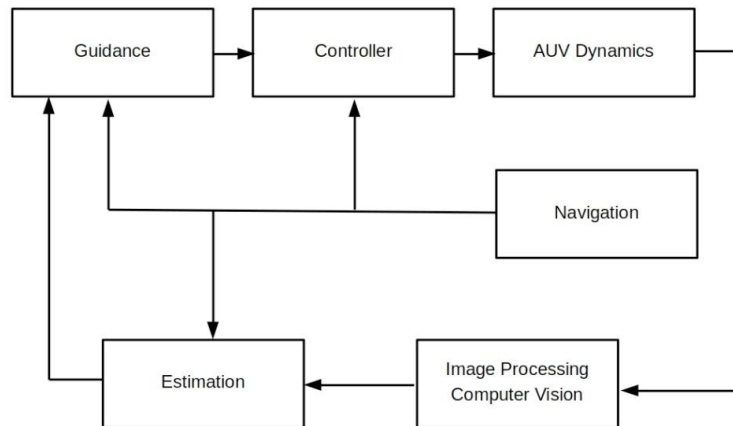 Guidance
Controller
AUV Dynamics
Navigation
Estimation
Image Processing
Computer Vision